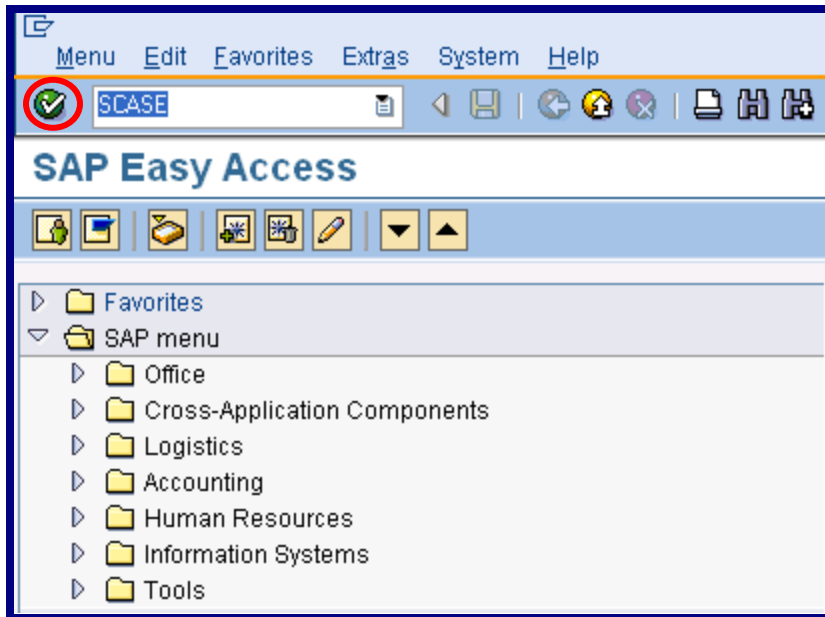 Menu Edit Favorites Extras System Help
SCASE
SAP Easy Access
Favorites
SAP menu
Office
Cross-Application Components
Logistics
Accounting
Human Resources
Information Systems
Tools